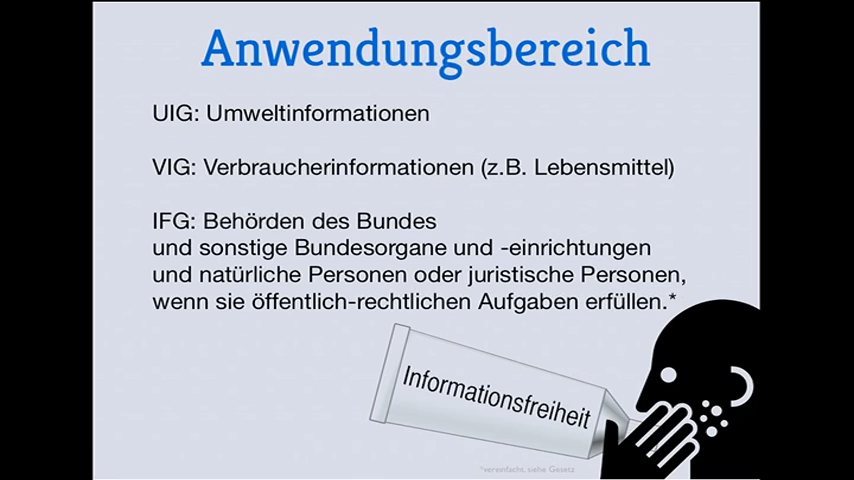 Anwendungsbereich
UIG: Umweltinformationen
VIG: Verbraucherinformationen (z.B. Lebensmittel)
IFG: Behörden des Bundes
und sonstige Bundesorgane und -einrichtungen
und natürliche Personen oder juristische Personen,
wenn sie öffentlich-rechtlichen Aufgaben erfüllen.*
Informationsfreiheit
*vereinfacht, siehe Gesetz